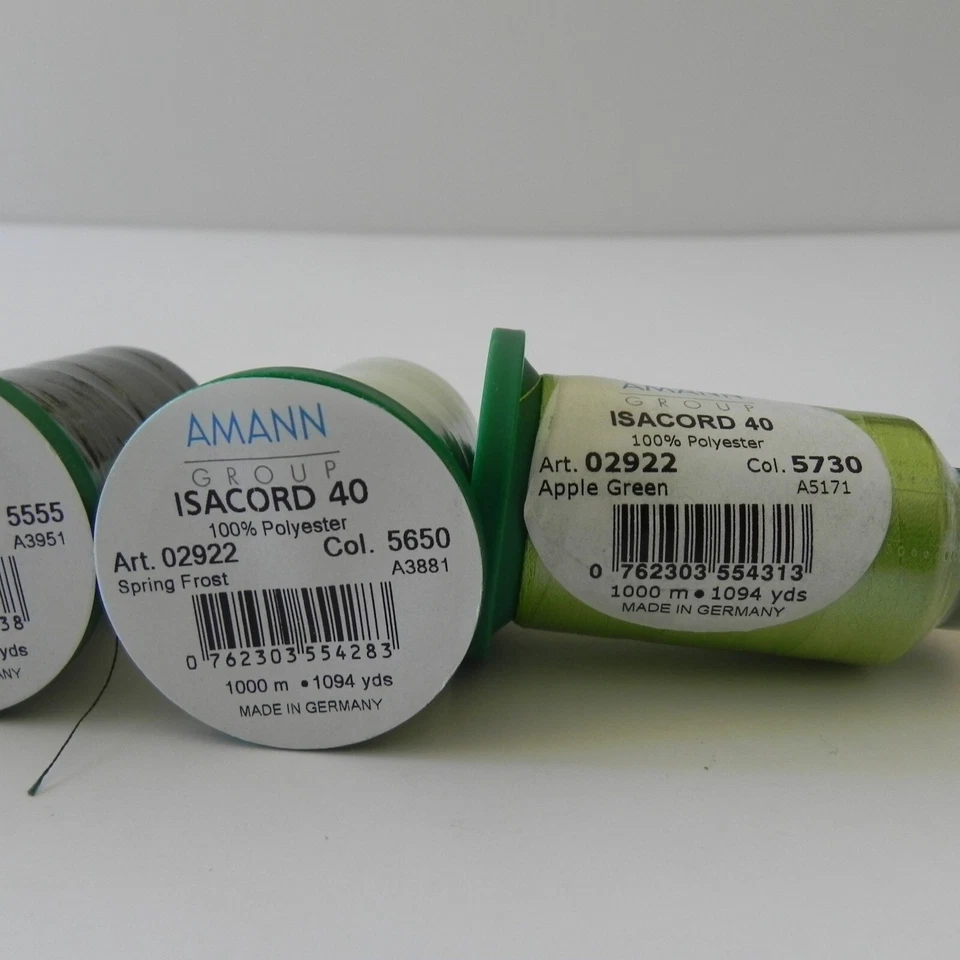 5555
A3951
38
yds
ANY
AMANN
GROUP
ISACORD 40
100% Polyester
Art. 02922 Col. 5650
Spring Frost A3881
0 762303 554283
1000 m • 1094 yds
MADE IN GERMANY
AMANN
GROUP
ISACORD 40
100% Polyester
Art. 02922 Col. 5730
Apple Green A5171
0 762303 554313
1000 m • 1094 yds
MADE IN GERMANY